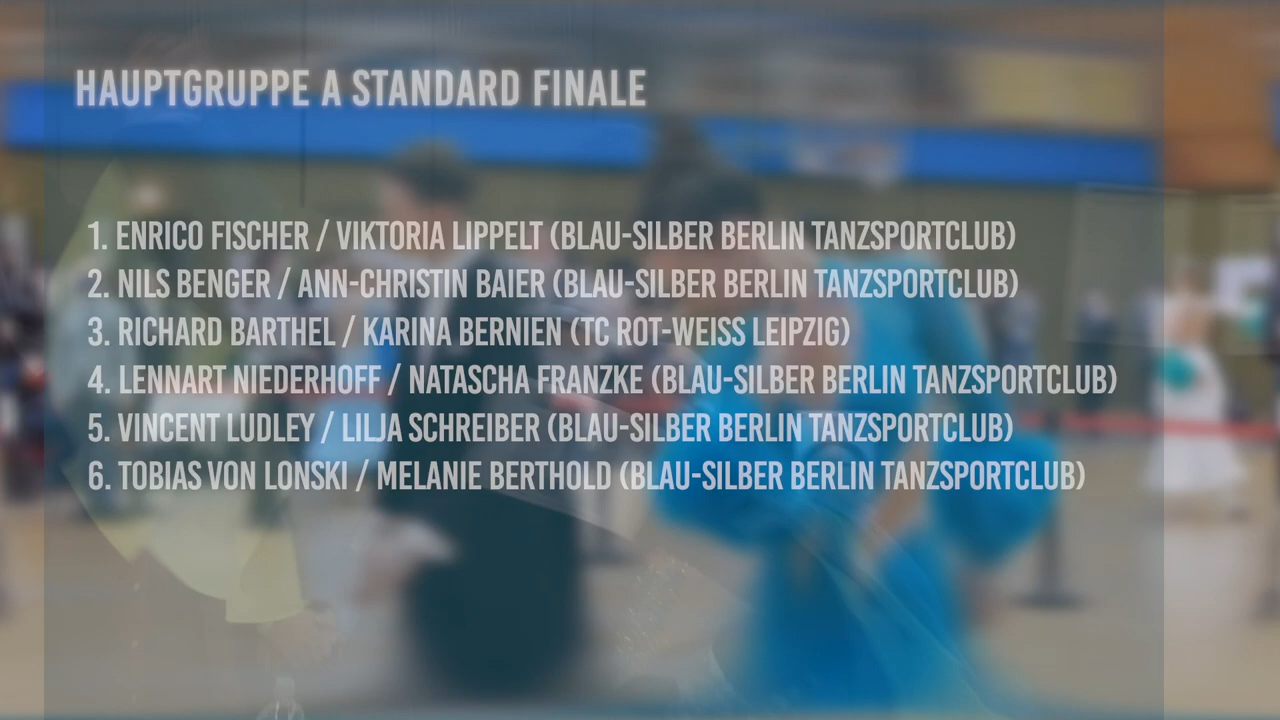 HAUPTGRUPPE A STANDARD FINALE
1. ENRICO FISCHER / VIKTORIA LIPPELT (BLAU-SILBER BERLIN TANZSPORTCLUB)
2. NILS BENGER / ANN-CHRISTIN BAIER (BLAU-SILBER BERLIN TANZSPORTCLUB)
3. RICHARD BARTHEL / KARINA BERNIEN (TC ROT-WEISS LEIPZIG)
4. LENNART NIEDERHOFF / NATASCHA FRANZKE (BLAU-SILBER BERLIN TANZSPORTCLUB)
5. VINCENT LUDLEY / LILJA SCHREIBER (BLAU-SILBER BERLIN TANZSPORTCLUB)
6. TOBIAS VON LONSKI / MELANIE BERTHOLD (BLAU-SILBER BERLIN TANZSPORTCLUB)